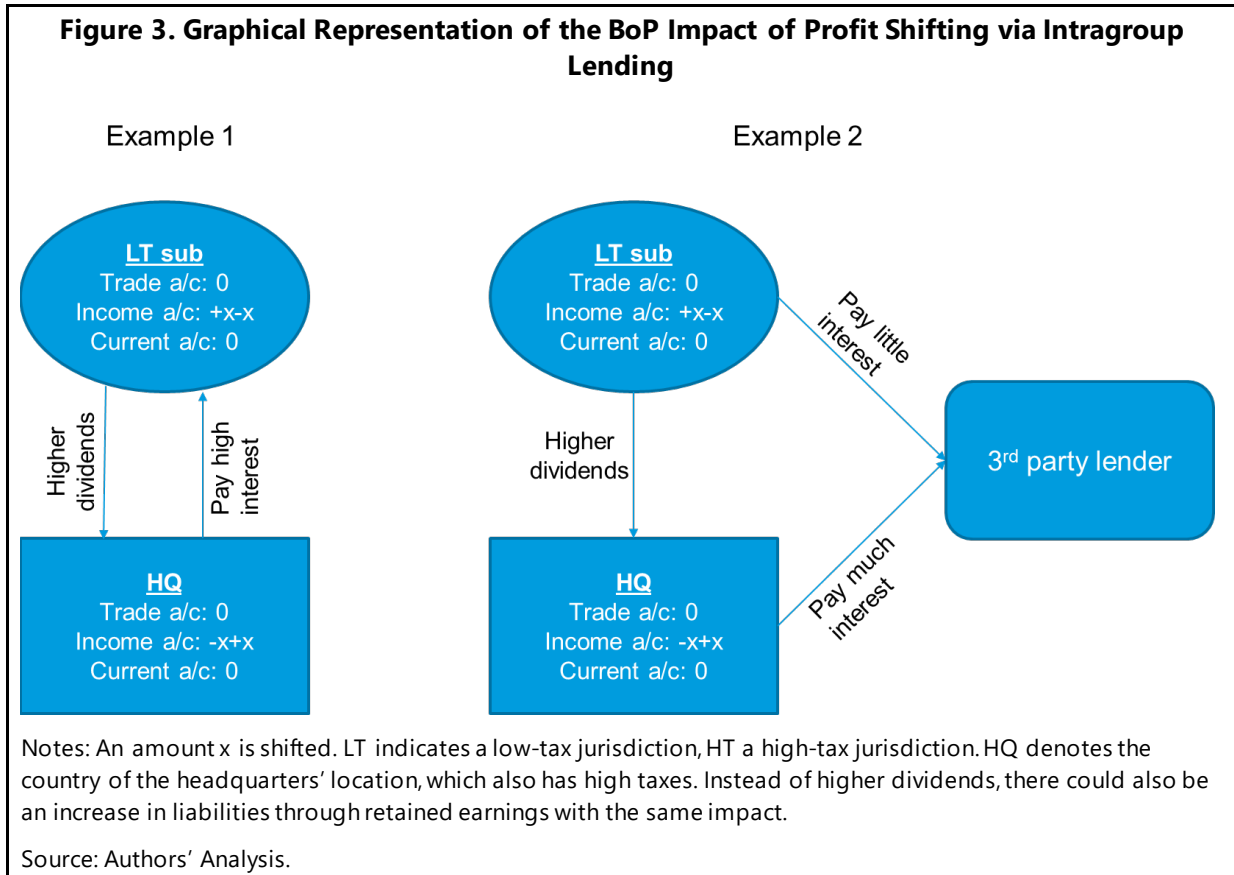 Figure 3. Graphical Representation of the BoP Impact of Profit Shifting via Intragroup
Lending
Example 1
Example 2
LT sub
Trade a/c: 0
Income a/c: +x-x
Current a/c: 0
Higher
dividends
Pay high
interest
HQ
Trade a/c: 0
Income a/c: -x+x
Current a/c: 0
LT sub
Trade a/c: 0
Income a/c: +x-x
Current a/c: 0
Pay little
interest
Higher
dividends
3rd party lender
Pay much
interest
HQ
Trade a/c: 0
Income a/c: -x+x
Current a/c: 0
Notes: An amount x is shifted. LT indicates a low-tax jurisdiction, HT a high-tax jurisdiction. HQ denotes the
country of the headquarters’ location, which also has high taxes. Instead of higher dividends, there could also be
an increase in liabilities through retained earnings with the same impact.
Source: Authors’ Analysis.